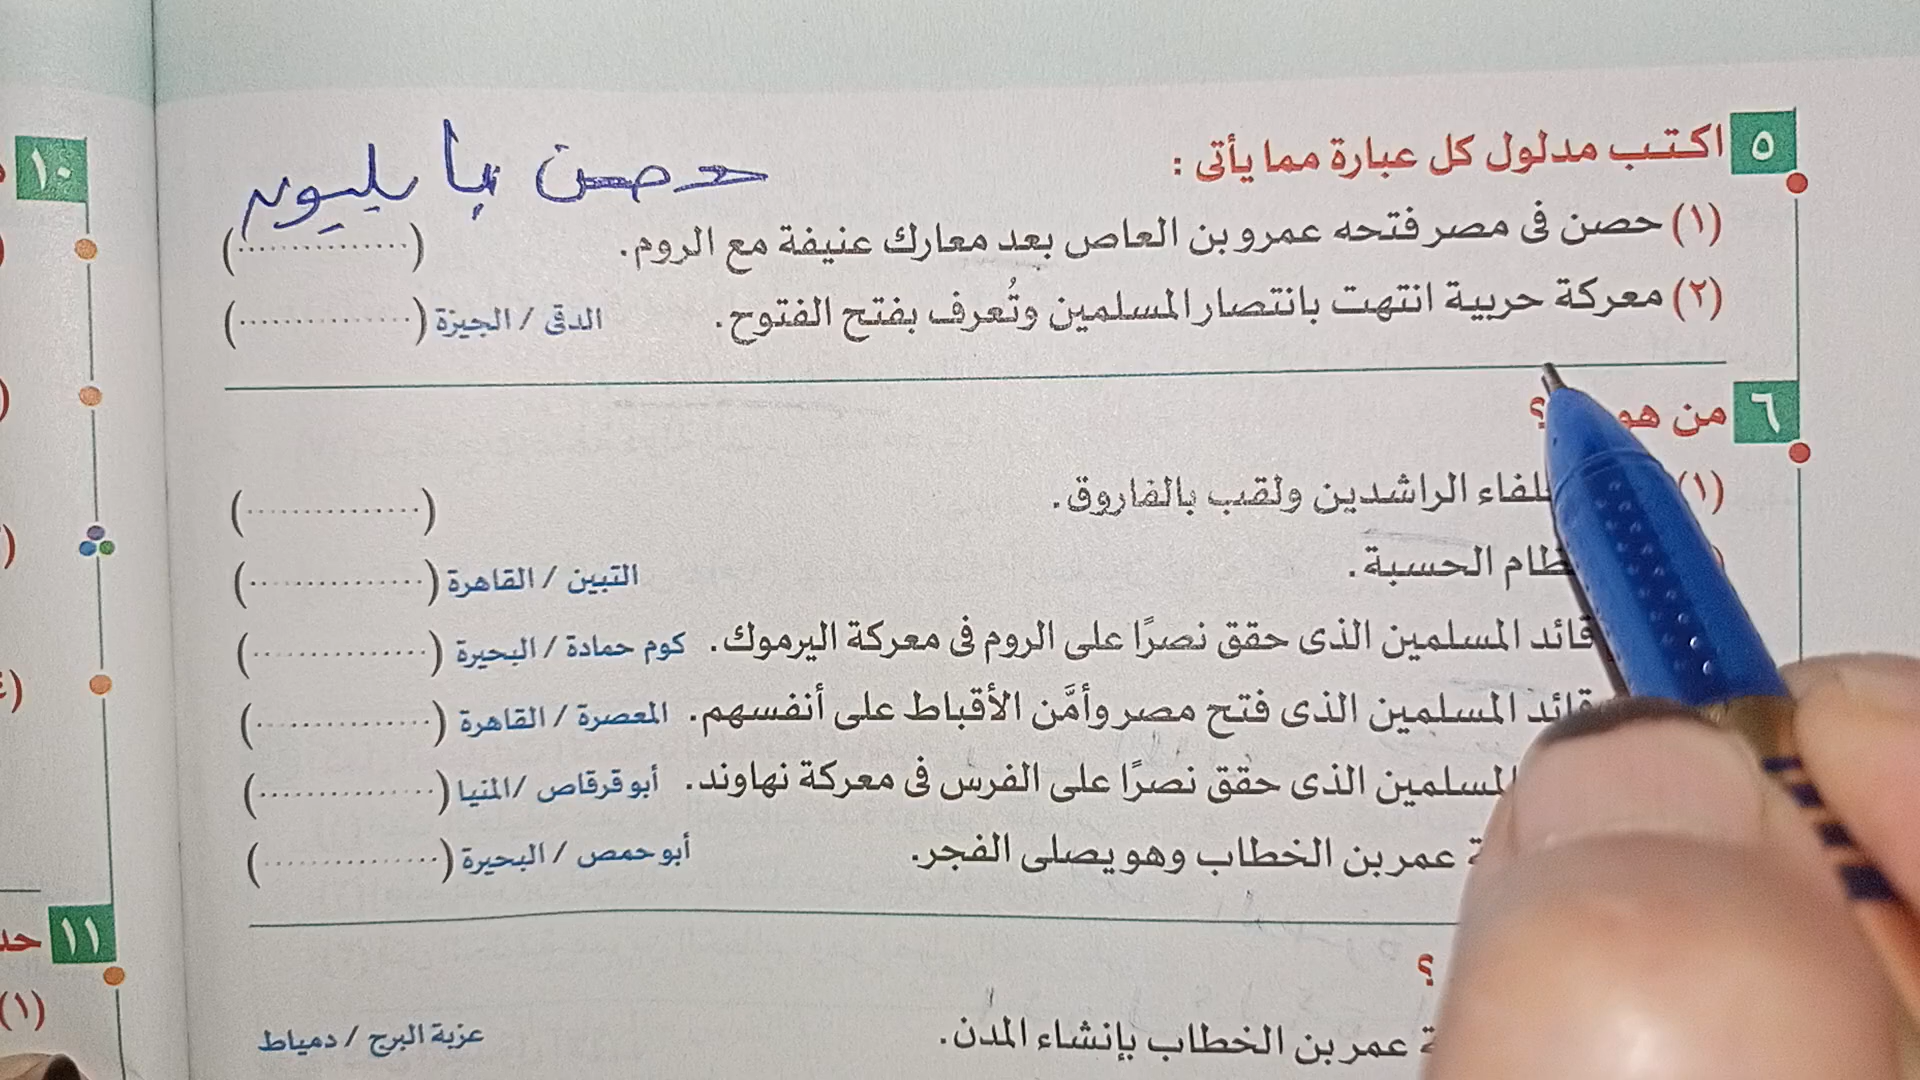 ٥ اكتب مدلول كل عبارة مما يأتى :
حصن بابليون
(١) حصن فى مصر فتحه عمرو بن العاص بعد معارك عنيفة مع الروم. (...............)
(٢) معركة حربية انتهت بانتصار المسلمين وتُعرف بفتح الفتوح. الدقى / الجيزة (...............)
٦ من هو ؟
(١) الراشدين ولقب بالفاروق. (...............)
الحسبة. التبين / القاهرة (...............)
قائد المسلمين الذى حقق نصرًا على الروم فى معركة اليرموك. كوم حمادة / البحيرة (...............)
قائد المسلمين الذى فتح مصر وأمَّن الأقباط على أنفسهم. المعصرة / القاهرة (...............)
المسلمين الذى حقق نصرًا على الفرس فى معركة نهاوند. أبو قرقاص / المنيا (...............)
عمر بن الخطاب وهو يصلى الفجر. أبو حمص / البحيرة (...............)
؟
عمر بن الخطاب بإنشاء المدن. عزبة البرج / دمياط
١٠
١١
(١)